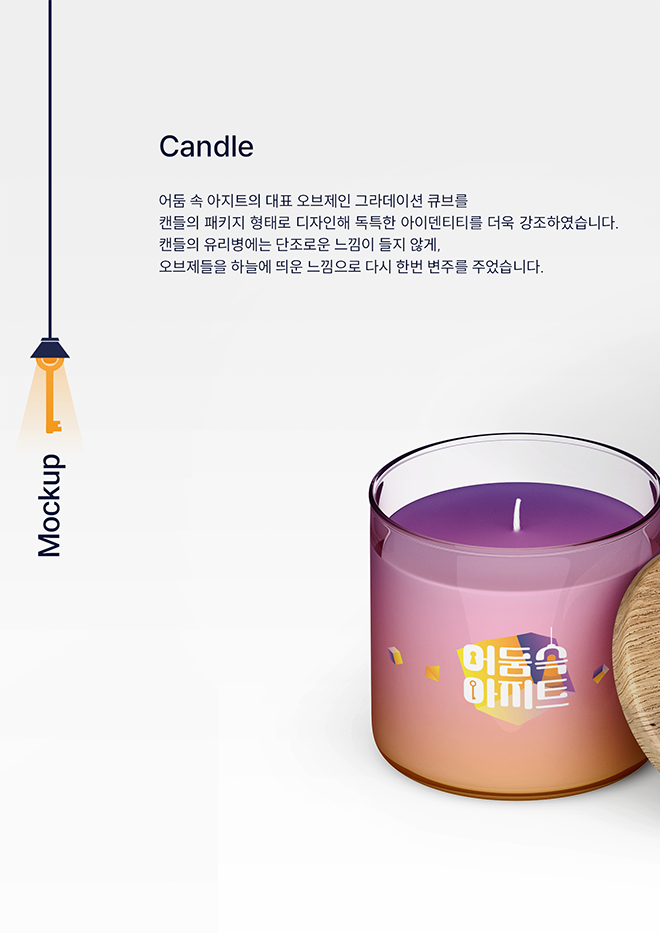 Candle
어둠 속 아지트의 대표 오브제인 그라데이션 큐브를
캔들의 패키지 형태로 디자인해 독특한 아이덴티티를 더욱 강조하였습니다.
캔들의 유리병에는 단조로운 느낌이 들지 않게,
오브제들을 하늘에 띄운 느낌으로 다시 한번 변주를 주었습니다.
Mockup
어둠속
아지트